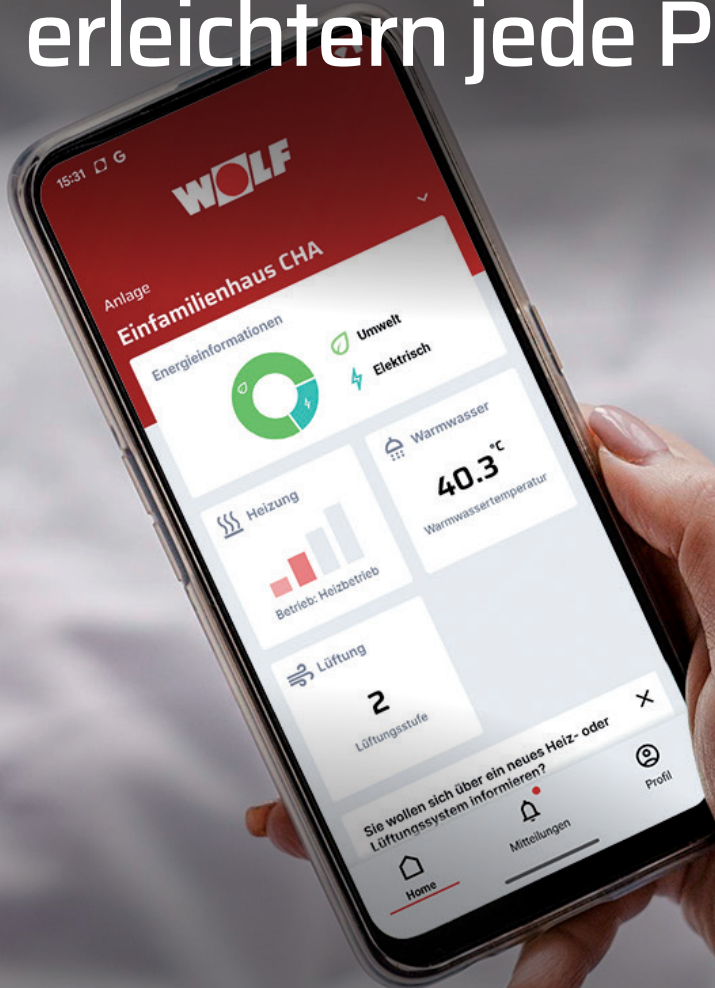 erleichtern jede P
15:31 G
WOLF
Anlage
Einfamilienhaus CHA
Energieinformationen
Umwelt
Elektrisch
Heizung
Betrieb: Heizbetrieb
Warmwasser
40.3°C
Warmwassertemperatur
Lüftung
2
Lüftungsstufe
Sie wollen sich über ein neues Heiz- oder
Lüftungssystem informieren?
Home
Mitteilungen
Profil